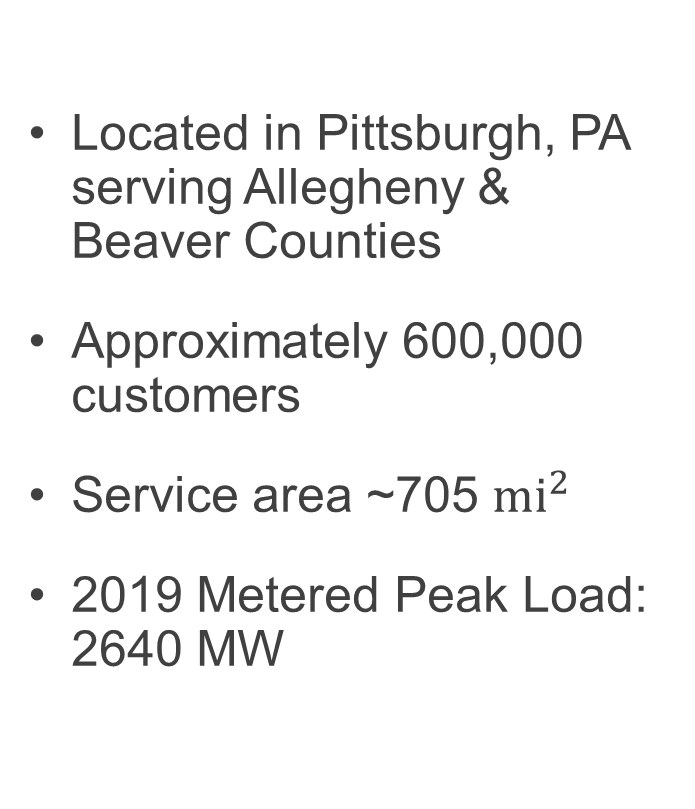 • Located in Pittsburgh, PA
serving Allegheny &
Beaver Counties
• Approximately 600,000
customers
• Service area ~705 mi²
• 2019 Metered Peak Load:
2640 MW